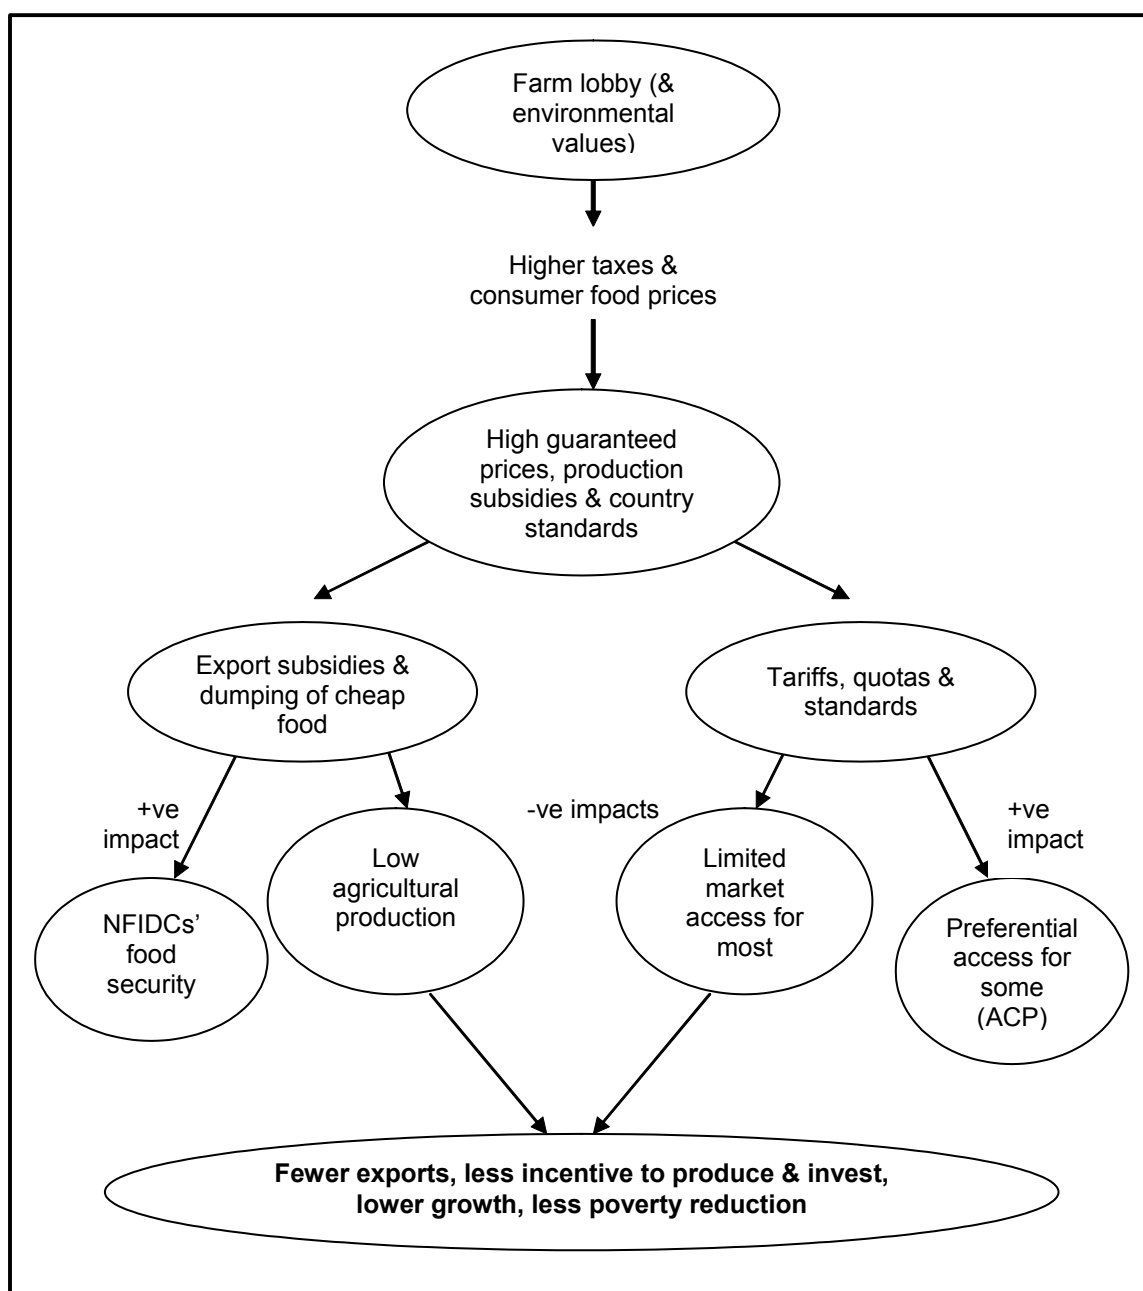 Farm lobby (&
environmental
values)
Higher taxes &
consumer food prices
High guaranteed
prices, production
subsidies & country
standards
Export subsidies &
dumping of cheap
food
Tariffs, quotas &
standards
+ve
impact
-ve impacts
+ve
impact
NFIDCs'
food
security
Low
agricultural
production
Limited
market
access for
most
Preferential
access for
some
(ACP)
Fewer exports, less incentive to produce & invest,
lower growth, less poverty reduction